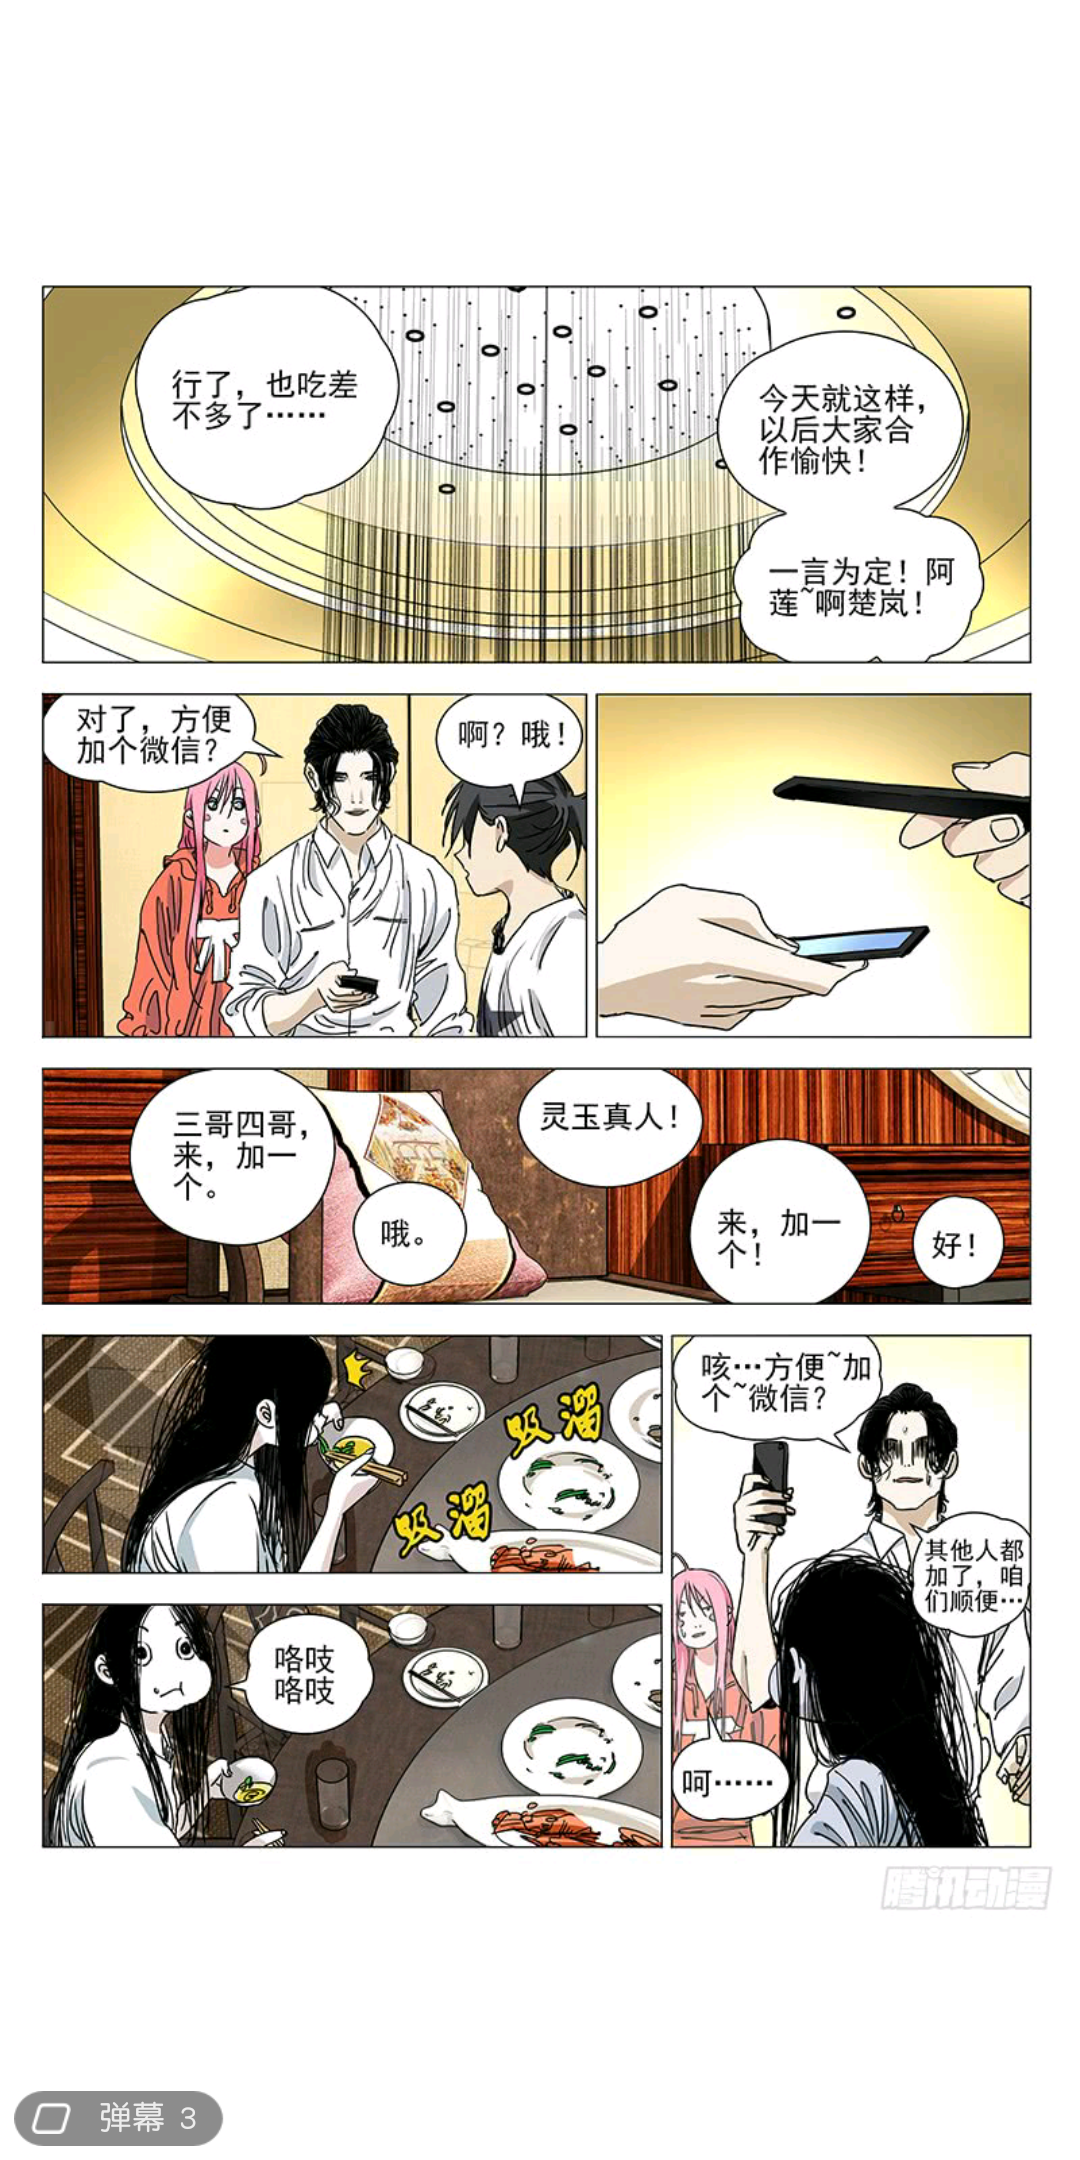 行了，也吃差
不多了……
今天就这样，
以后大家合
作愉快！
一言为定！阿
莲~啊楚岚！
对了，方便
加个微信？
啊？哦！
三哥四哥，
来，加一
个。
哦。
灵玉真人！
来，加一
个！
好！
吸溜
吸溜
咳…方便~加
个~微信？
其他人都
加了，咱
们顺便…
咯吱
咯吱
呵……
腾讯动漫
弹幕 3